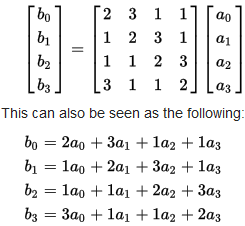 [b₀] = [2 3 1 1] [a₀]
[b₁] [1 2 3 1] [a₁]
[b₂] [1 1 2 3] [a₂]
[b₃] [3 1 1 2] [a₃]
This can also be seen as the following:
b₀ = 2a₀ + 3a₁ + 1a₂ + 1a₃
b₁ = 1a₀ + 2a₁ + 3a₂ + 1a₃
b₂ = 1a₀ + 1a₁ + 2a₂ + 3a₃
b₃ = 3a₀ + 1a₁ + 1a₂ + 2a₃